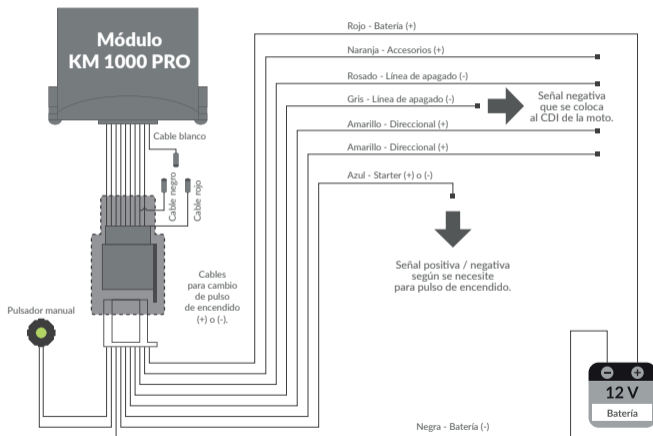 Módulo
KM 1000 PRO
Cable blanco
Cable negro
Cable rojo
Cables
para cambio
de pulso
de encendido
(+) o (-).
Pulsador manual
Rojo - Batería (+)
Naranja - Accesorios (+)
Rosado - Línea de apagado (-)
Gris - Línea de apagado (-)
Señal negativa
que se coloca
al CDI de la moto.
Amarillo - Direccional (+)
Amarillo - Direccional (+)
Azul - Starter (+) o (-)
Señal positiva / negativa
según se necesite
para pulso de encendido.
- +
12 V
Batería
Negra - Batería (-)